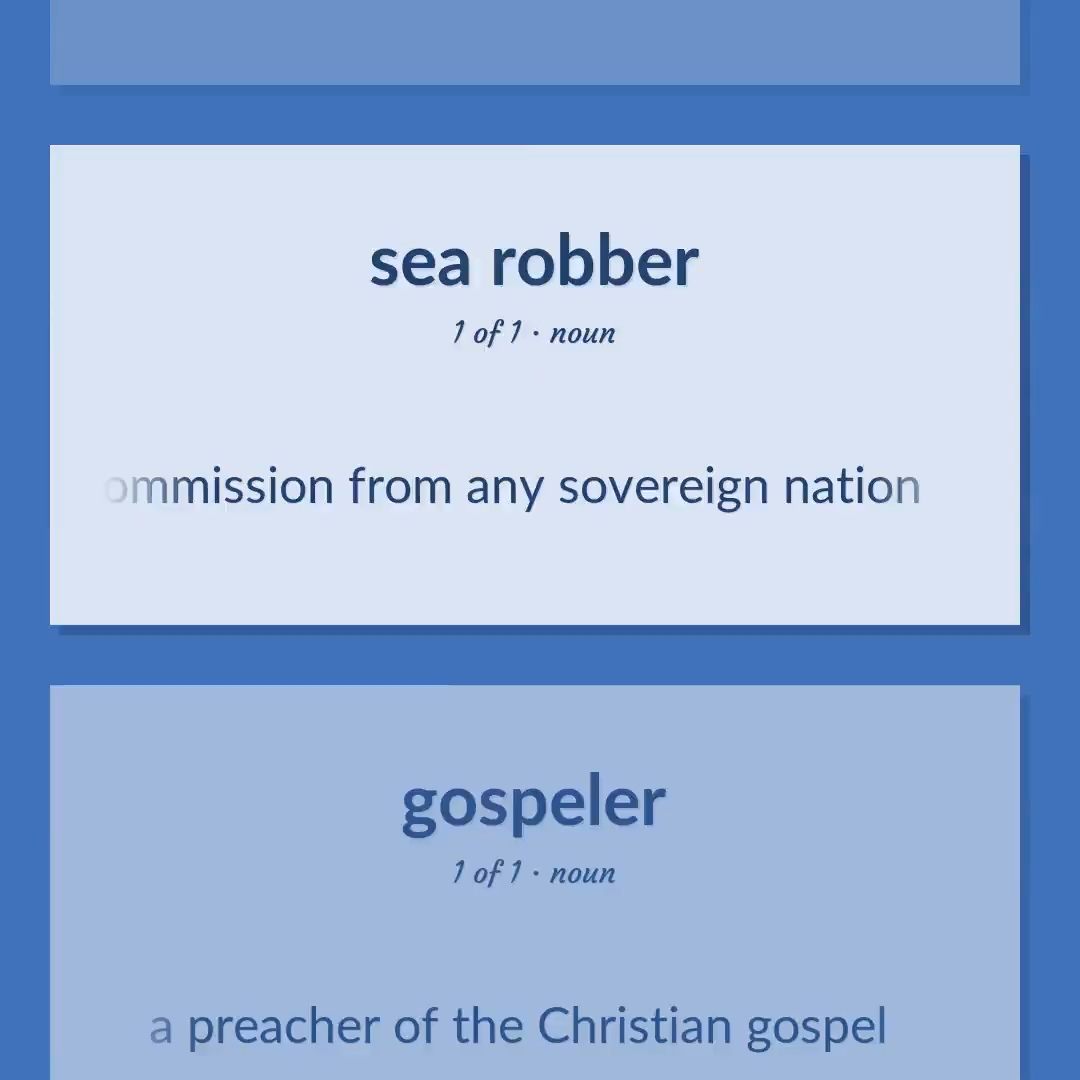 sea robber
1 of 1 · noun
ommission from any sovereign nation
gospeler
1 of 1 · noun
a preacher of the Christian gospel